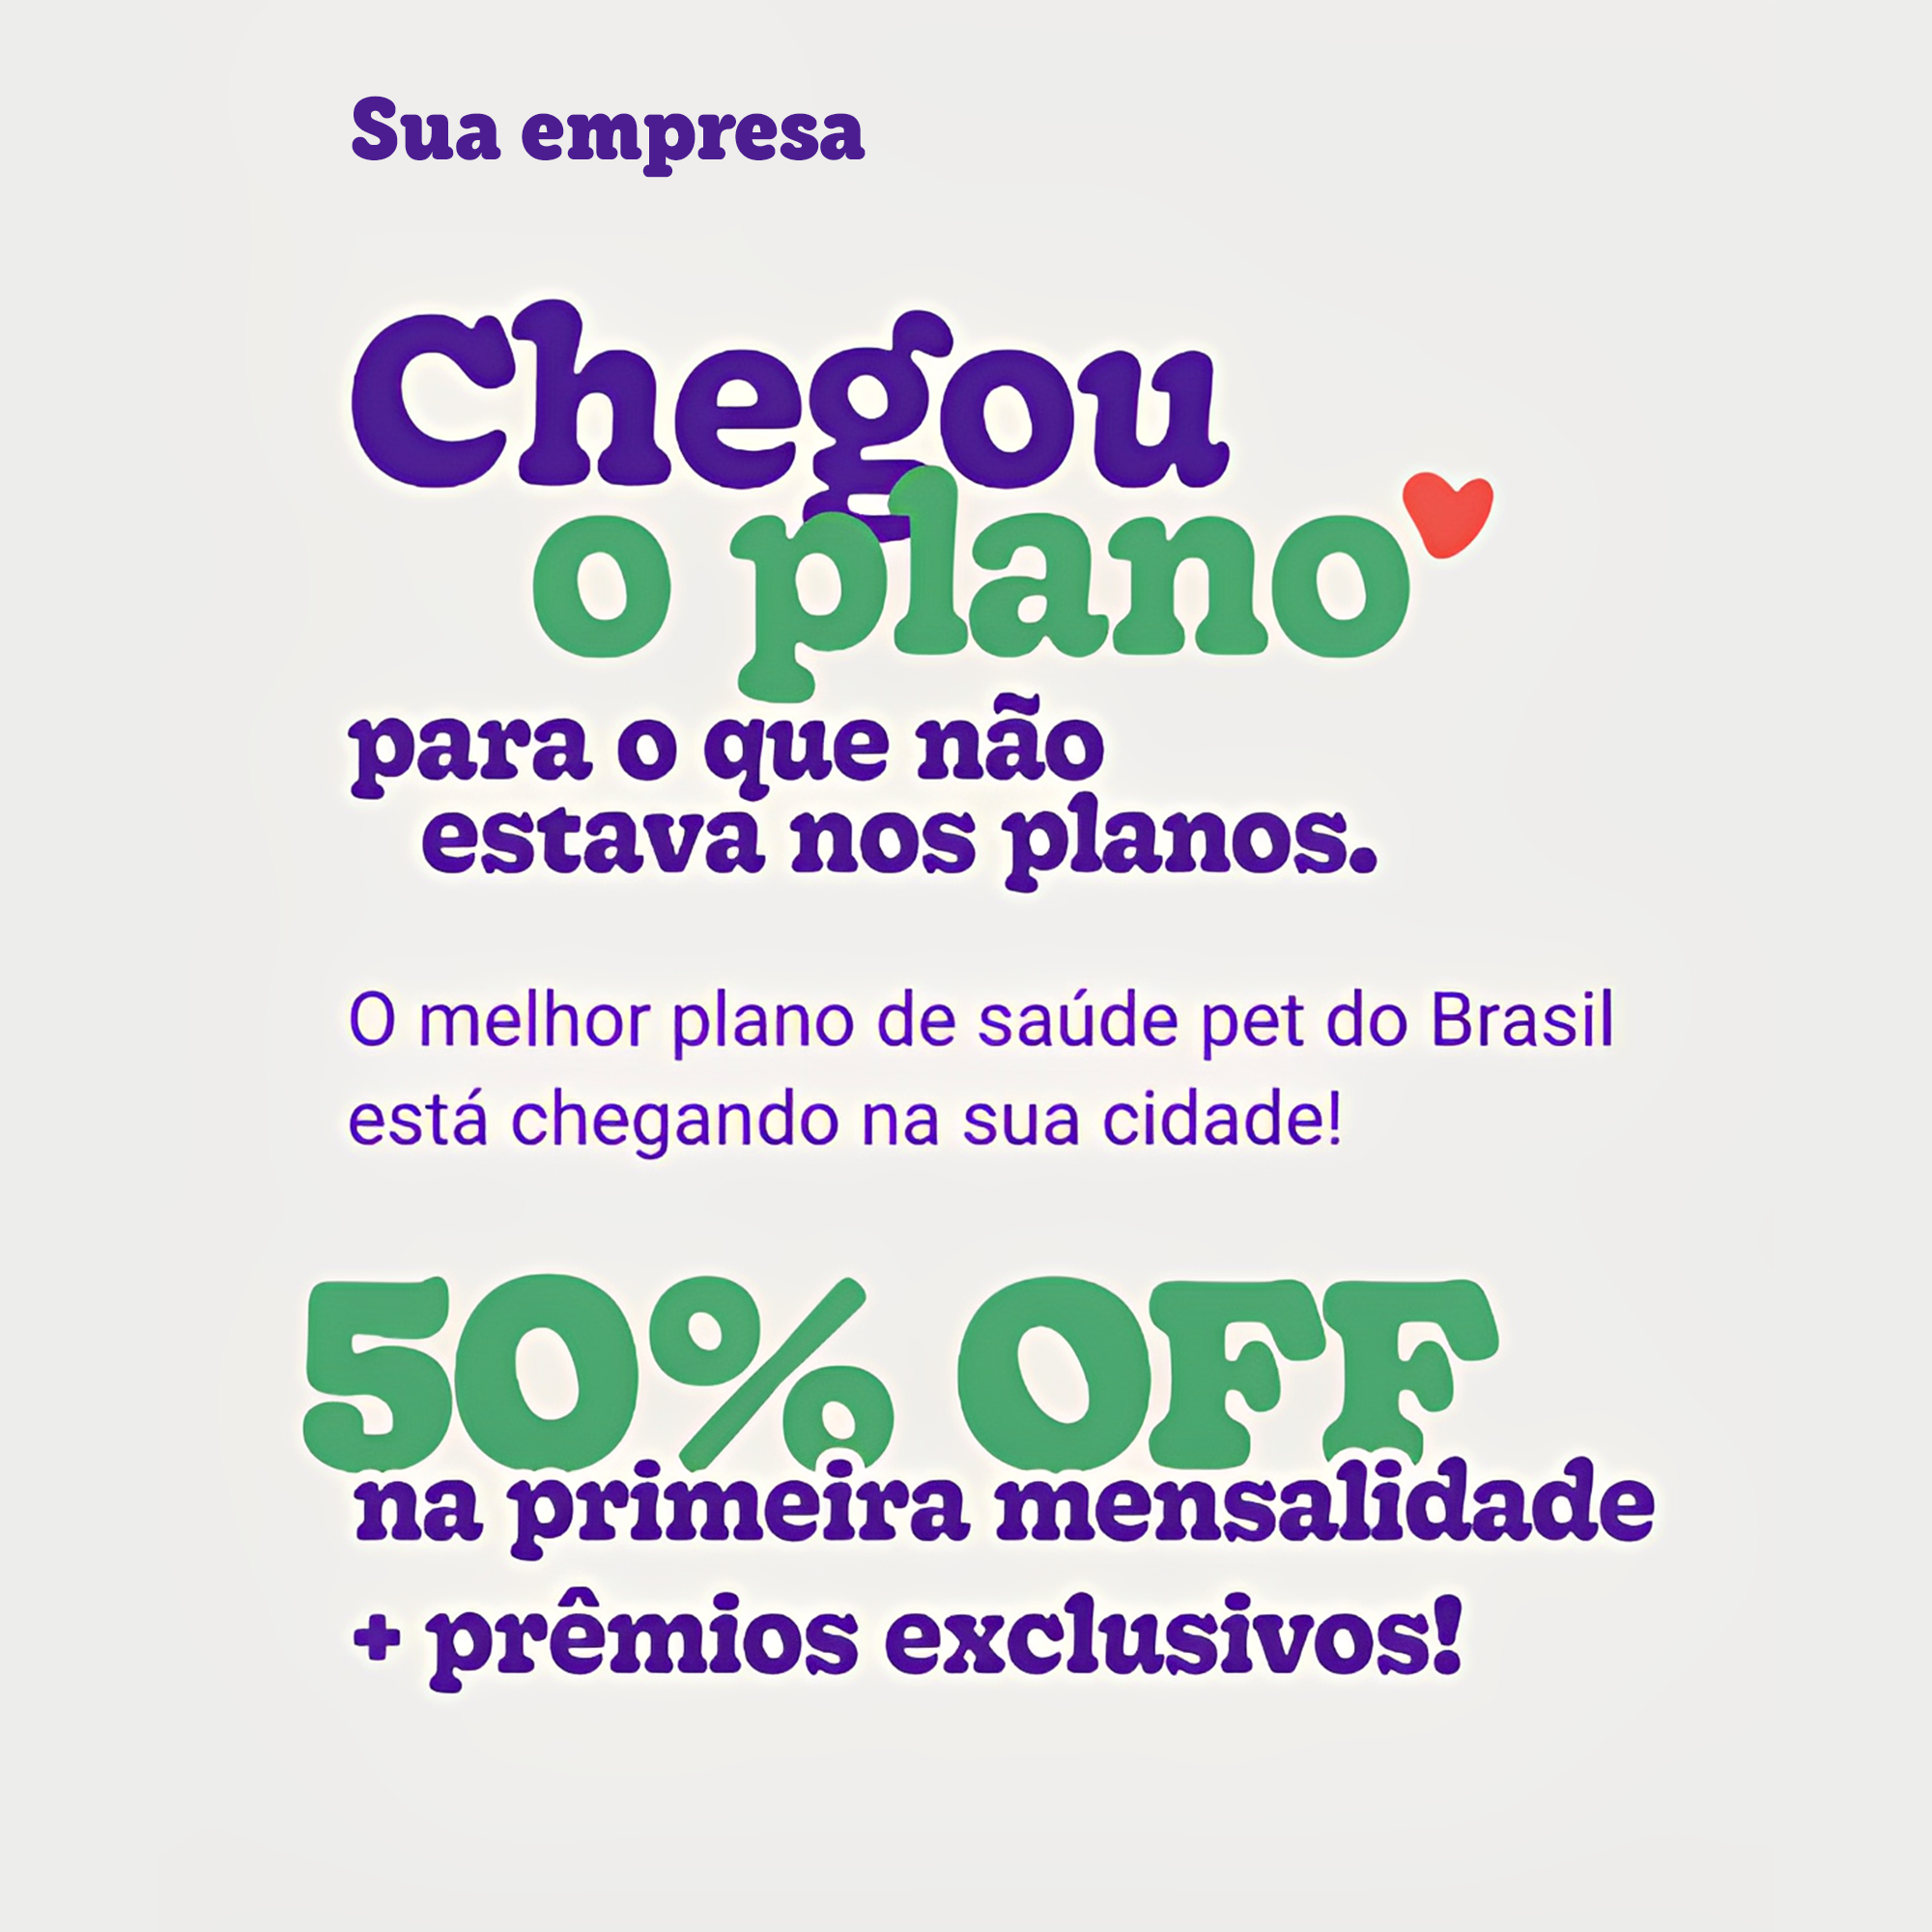 Sua empresa
Chegou
o plano
para o que não
estava nos planos.
O melhor plano de saúde pet do Brasil
está chegando na sua cidade!
50% OFF
na primeira mensalidade
+ prêmios exclusivos!